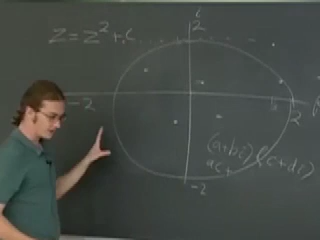 z = z² + c
i
2
-2
2
(a+bi)(c+di)
ac+
-2